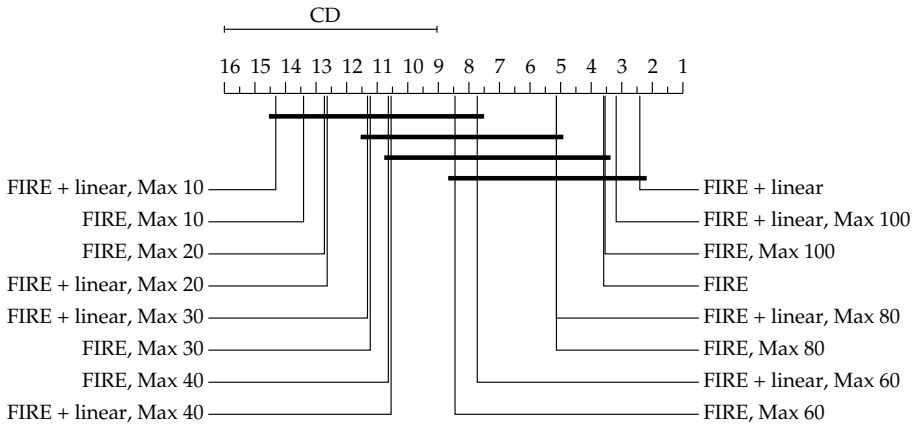 CD
16 15 14 13 12 11 10 9 8 7 6 5 4 3 2 1
FIRE + linear, Max 10
FIRE + linear
FIRE, Max 10
FIRE + linear, Max 100
FIRE, Max 20
FIRE, Max 100
FIRE + linear, Max 20
FIRE
FIRE + linear, Max 30
FIRE + linear, Max 80
FIRE, Max 30
FIRE, Max 80
FIRE, Max 40
FIRE + linear, Max 60
FIRE + linear, Max 40
FIRE, Max 60